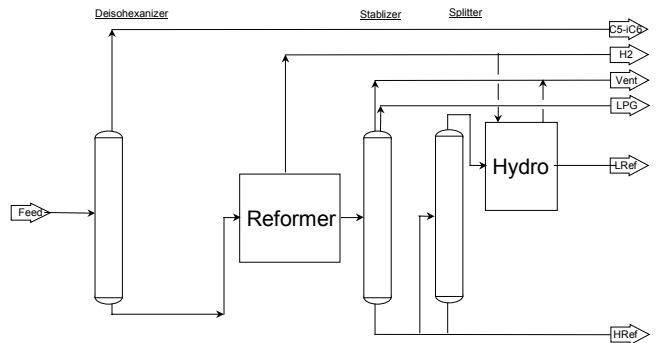 Deisohexanizer
Stablizer
Splitter
C5-iC6
H2
Vent
LPG
Hydro
LRef
Feed
Reformer
HRef